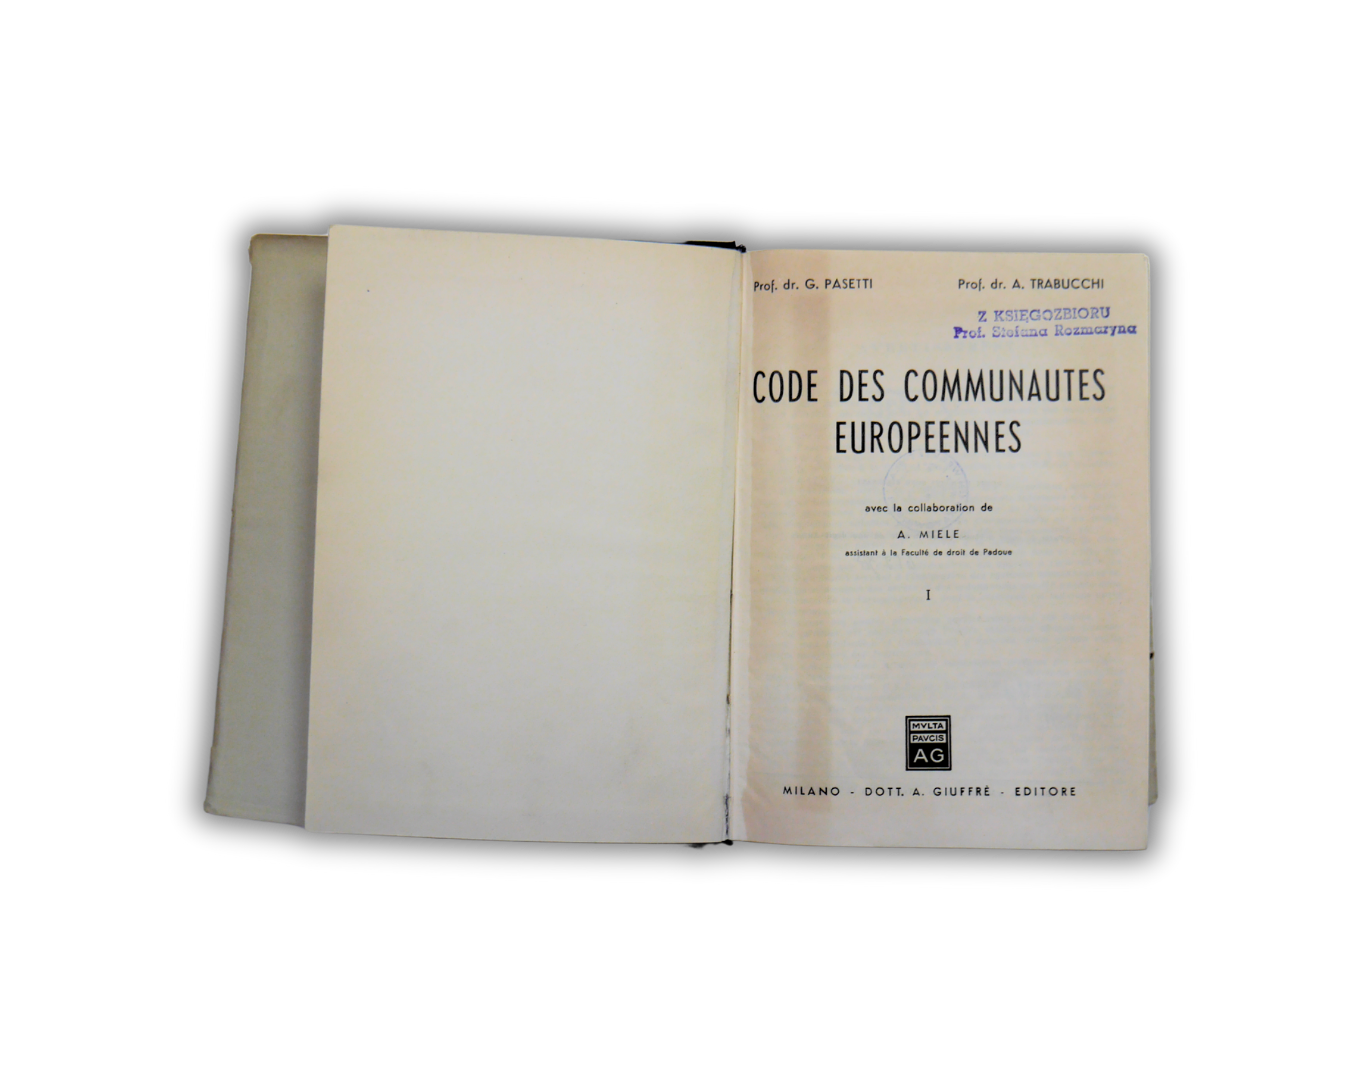 Prof. dr. G. PASETTI Prof. dr. A. TRABUCCHI
Z KSIĘGOZBIORU
Prof. Stefana Rozmaryna
CODE DES COMMUNAUTES
EUROPEENNES
avec la collaboration de
A. MIELE
assistant à la Faculté de droit de Padoue
I
MVLTA
PAVCIS
AG
MILANO - DOTT. A. GIUFFRÈ - EDITORE